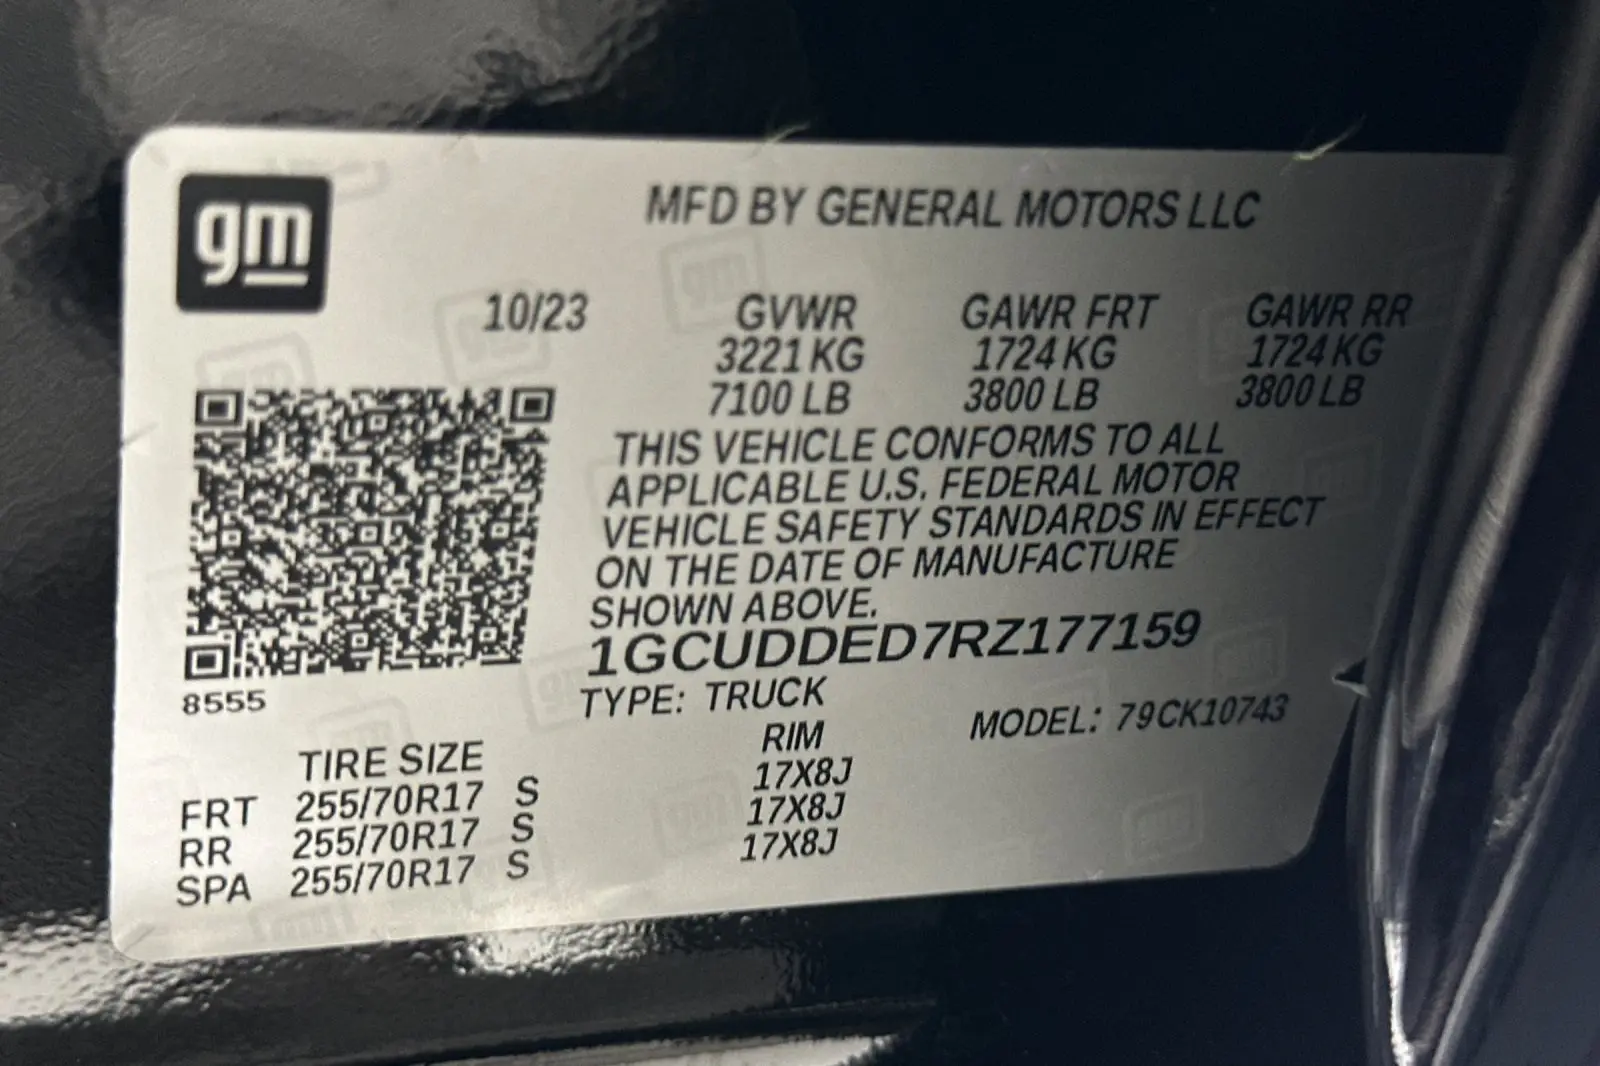 gm
MFD BY GENERAL MOTORS LLC
10/23 GVWR GAWR FRT GAWR RR
3221 KG 1724 KG 1724 KG
7100 LB 3800 LB 3800 LB
THIS VEHICLE CONFORMS TO ALL
APPLICABLE U.S. FEDERAL MOTOR
VEHICLE SAFETY STANDARDS IN EFFECT
ON THE DATE OF MANUFACTURE
SHOWN ABOVE.
1GCUDDED7RZ177159
8555
TYPE: TRUCK MODEL: 79CK10743
TIRE SIZE RIM
FRT 255/70R17 S 17X8J
RR 255/70R17 S 17X8J
SPA 255/70R17 S 17X8J